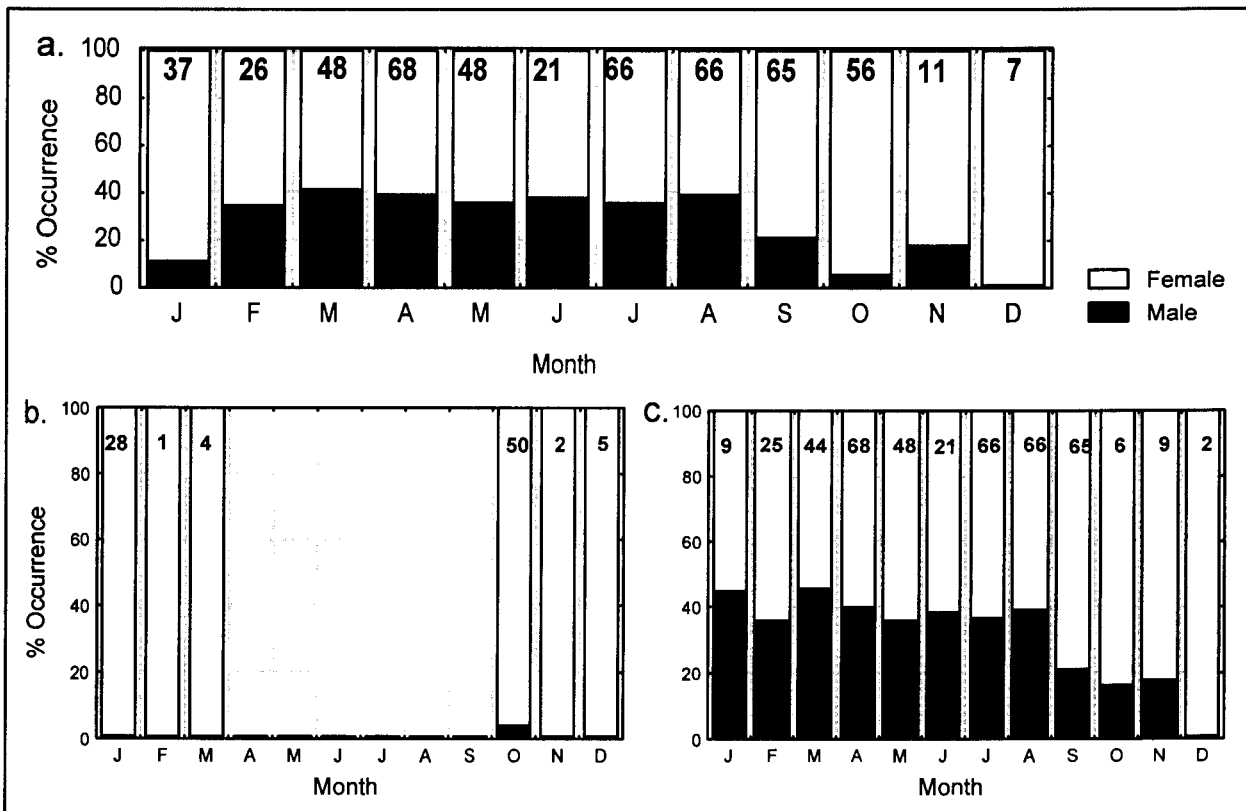 a.
100
37 26 48 68 48 21 66 66 65 56 11 7
80
60
40
20
0
% Occurrence
J F M A M J J A S O N D
Month
Female
Male
b.
100
28 1 4 50 2 5
80
60
40
20
0
% Occurrence
J F M A M J J A S O N D
Month
c.
100
9 25 44 68 48 21 66 66 65 6 9 2
80
60
40
20
0
J F M A M J J A S O N D
Month